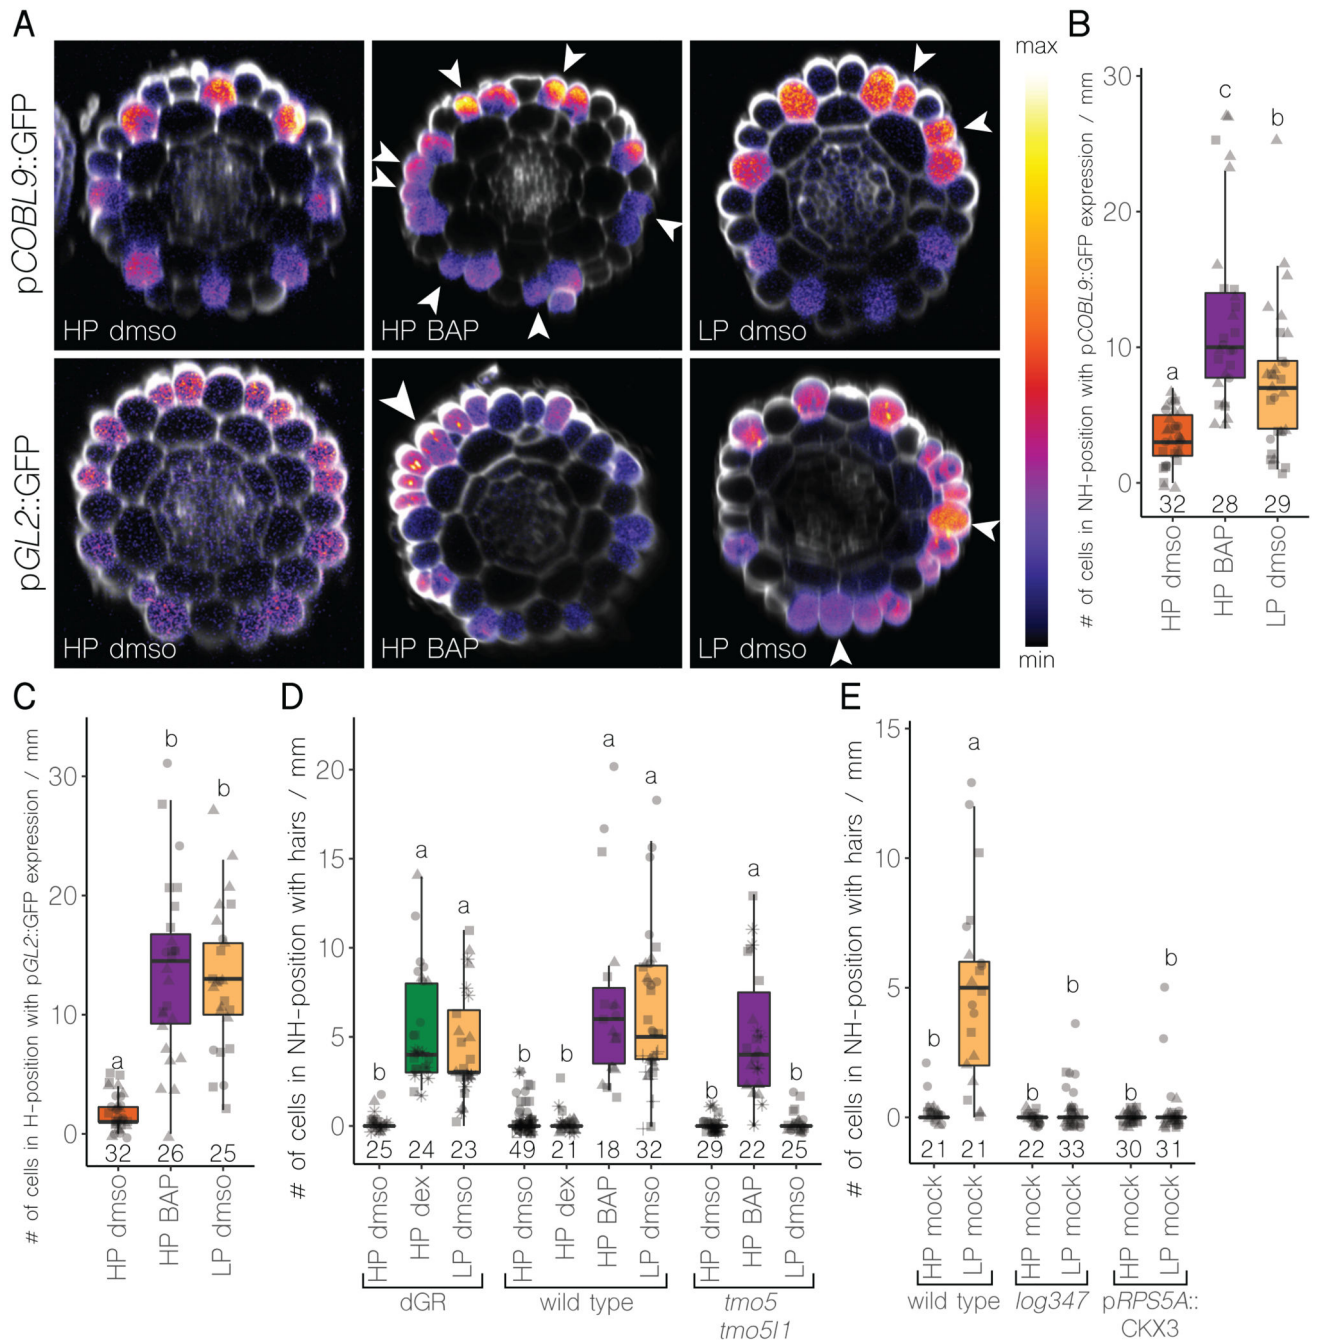 A
pCOBL9::GFP
HP dmso
HP BAP
LP dmso
pGL2::GFP
HP dmso
HP BAP
LP dmso
max
min
B
# of cells in NH-position with pCOBL9::GFP expression / mm
30
20
10
0
a
c
b
32
28
29
HP dmso
HP BAP
LP dmso
C
# of cells in H-position with pGL2::GFP expression / mm
30
20
10
0
a
b
b
32
26
25
HP dmso
HP BAP
LP dmso
D
# of cells in NH-position with hairs / mm
20
15
10
5
0
b
a
a
b
b
a
a
b
a
b
25
24
23
49
21
18
32
29
22
25
HP dmso
HP dex
LP dmso
HP dmso
HP dex
HP BAP
LP dmso
HP dmso
HP BAP
LP dmso
dGR
wild type
tmo5
tmo5l1
E
# of cells in NH-position with hairs / mm
15
10
5
0
b
a
b
b
b
b
21
21
22
33
30
31
HP mock
LP mock
HP mock
LP mock
HP mock
LP mock
wild type
log347
pRPS5A::
CKX3